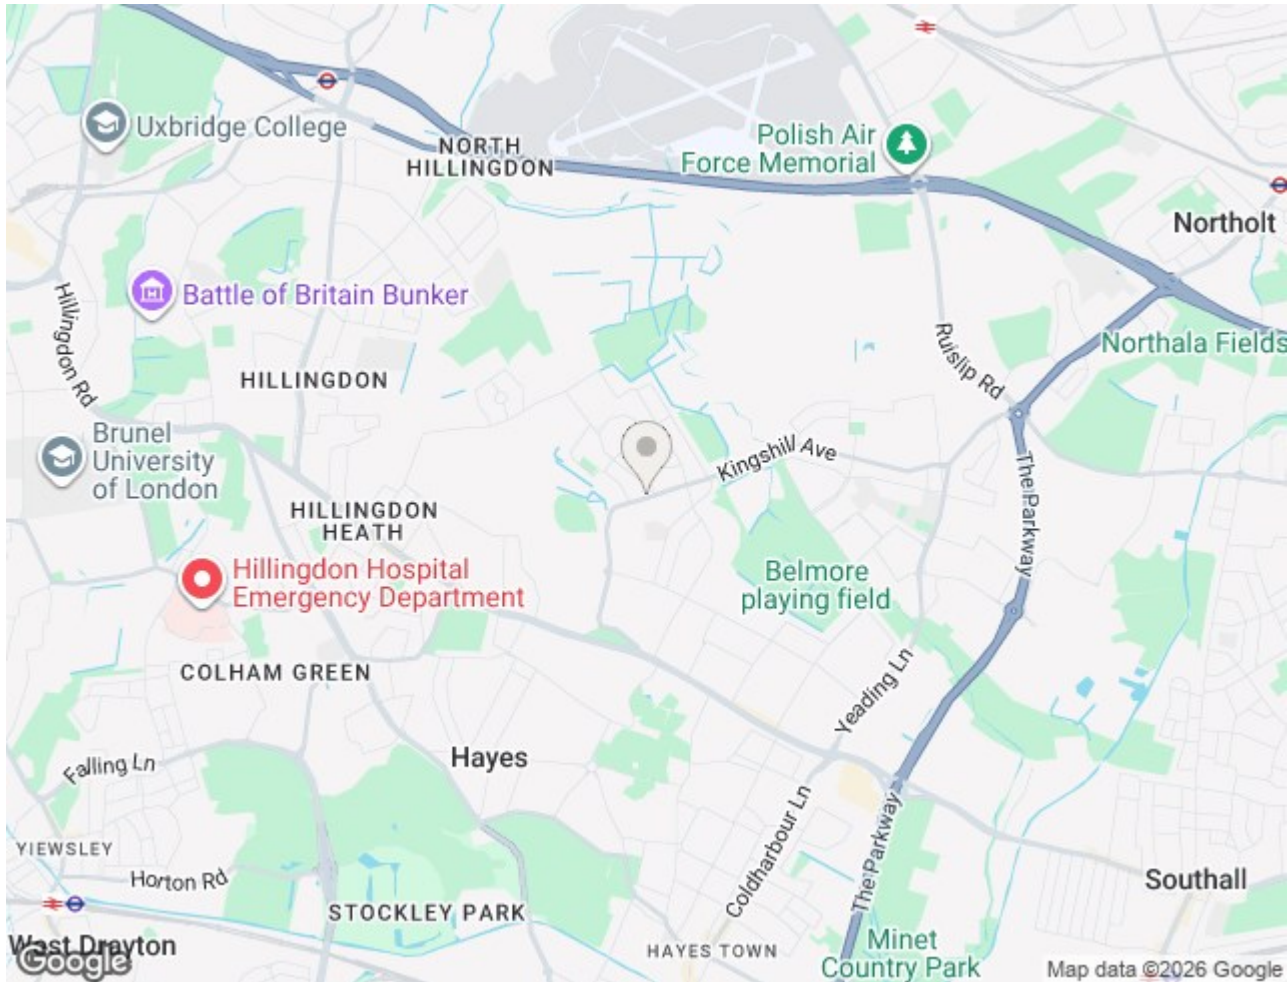 Uxbridge College
NORTH
HILLINGDON
Polish Air
Force Memorial
Northolt
Hillingdon Rd
Battle of Britain Bunker
Ruislip Rd
Northala Fields
HILLINGDON
Brunel
University
of London
Kingshill Ave
The Parkway
HILLINGDON
HEATH
Hillingdon Hospital
Emergency Department
Belmore
playing field
COLHAM GREEN
Yeading Ln
Hayes
Falling Ln
Coldharbour Ln
The Parkway
YIEWSLEY
Horton Rd
Southall
STOCKLEY PARK
West Drayton
HAYES TOWN
Minet
Country Park
Google
Map data ©2026 Google